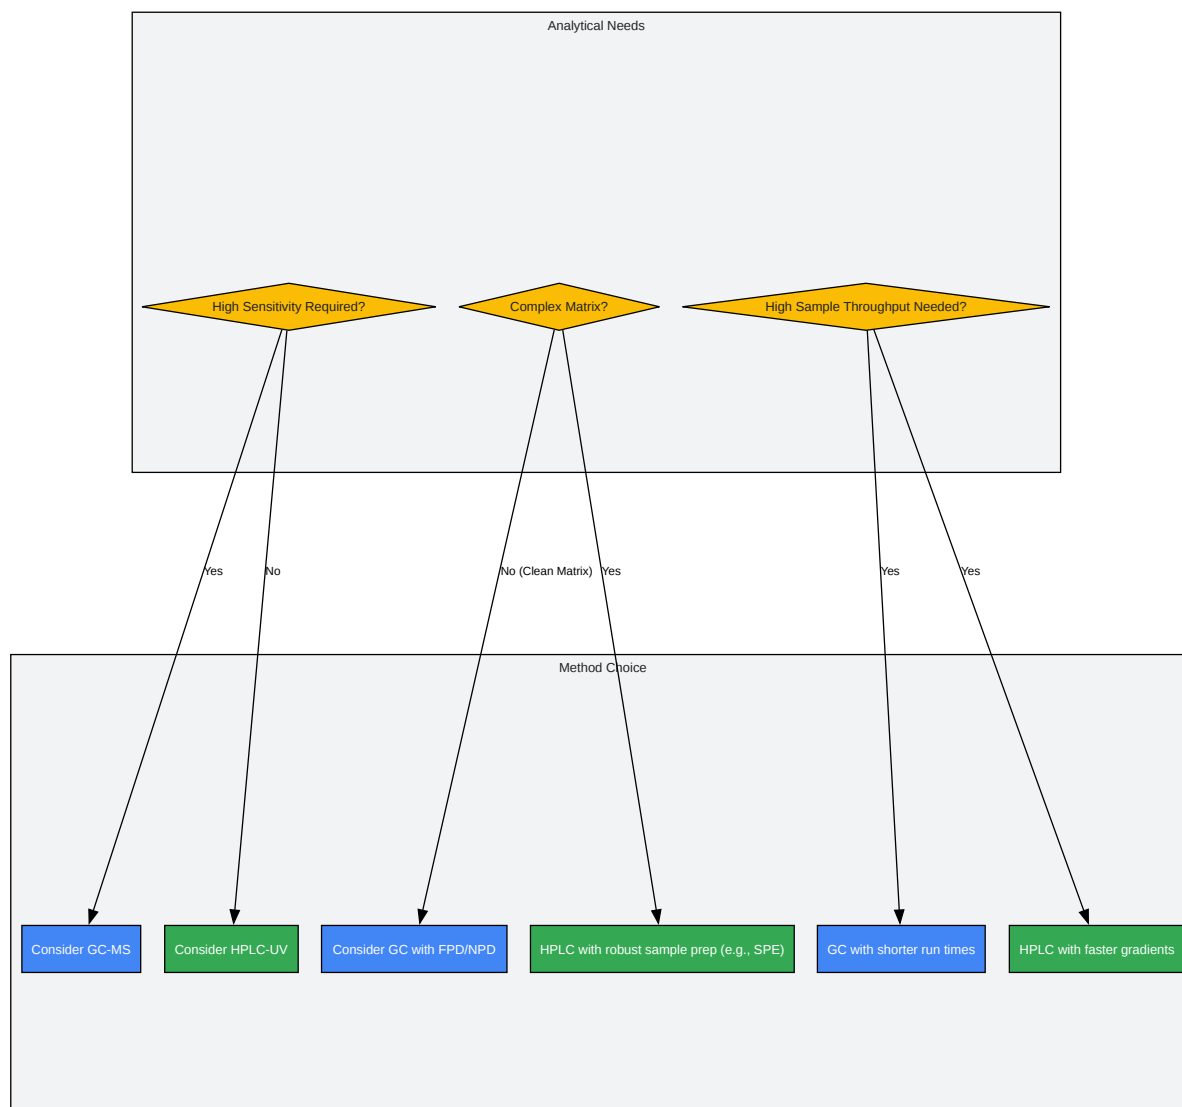 Analytical Needs
High Sensitivity Required?
Complex Matrix?
High Sample Throughput Needed?
Yes
No
No (Clean Matrix)
Yes
Yes
Yes
Method Choice
Consider GC-MS
Consider HPLC-UV
Consider GC with FPD/NPD
HPLC with robust sample prep (e.g., SPE)
GC with shorter run times
HPLC with faster gradients